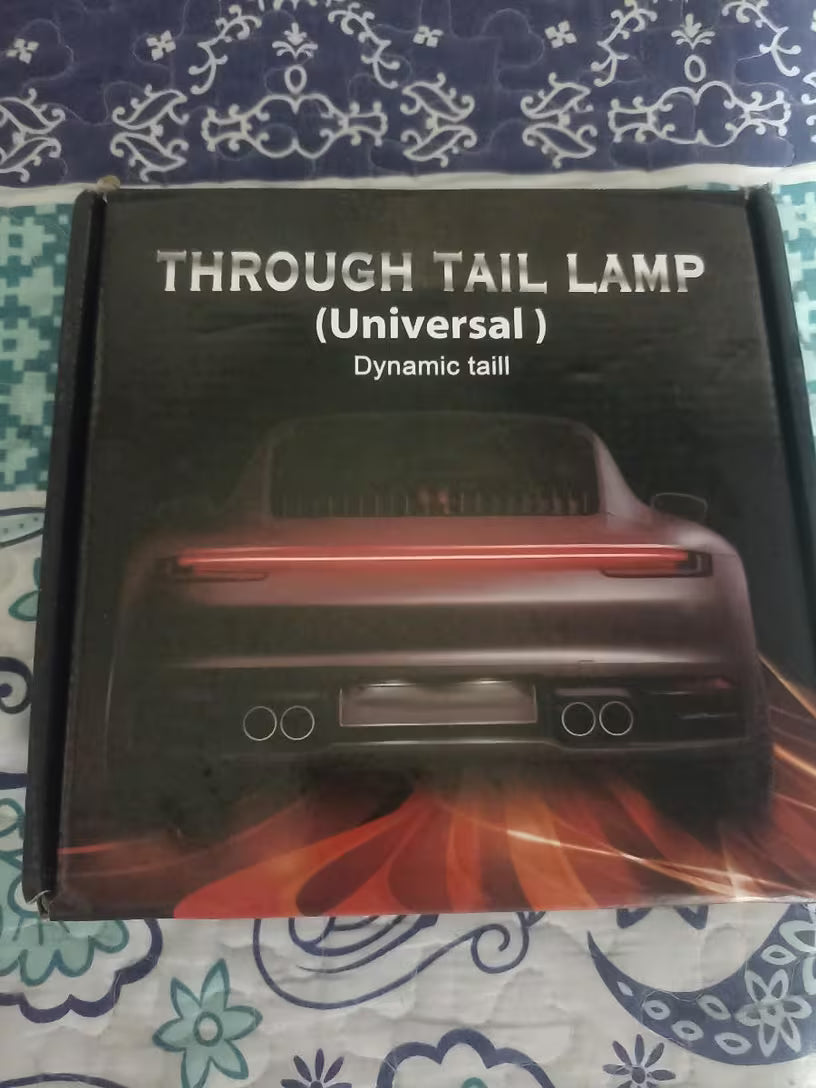 THROUGH TAIL LAMP
(Universal )
Dynamic taill